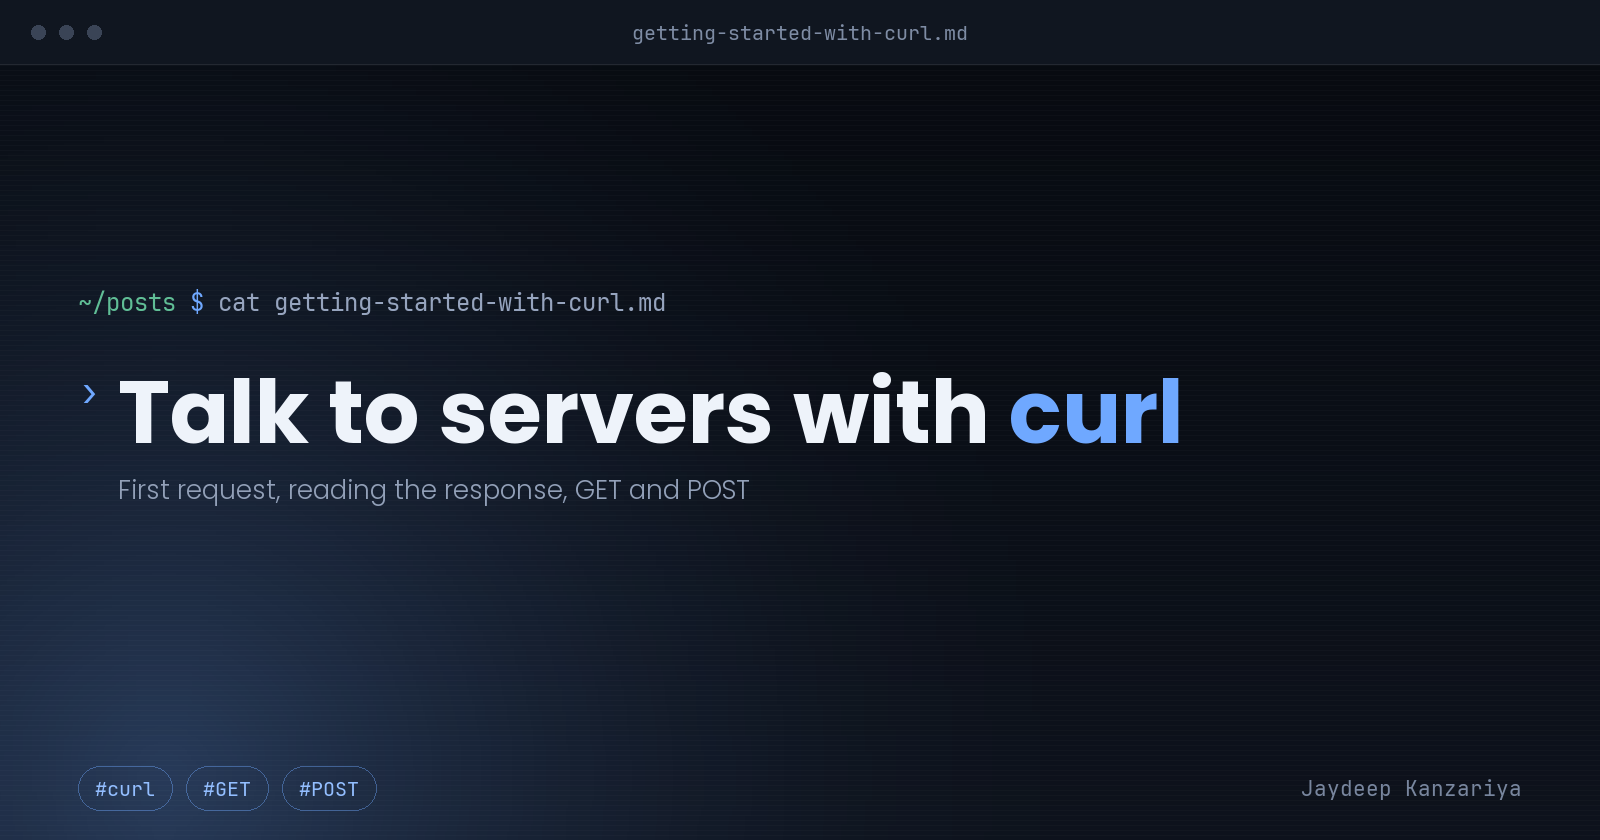 getting-started-with-curl.md
~/posts $ cat getting-started-with-curl.md
› Talk to servers with curl
First request, reading the response, GET and POST
#curl #GET #POST
Jaydeep Kanzariya